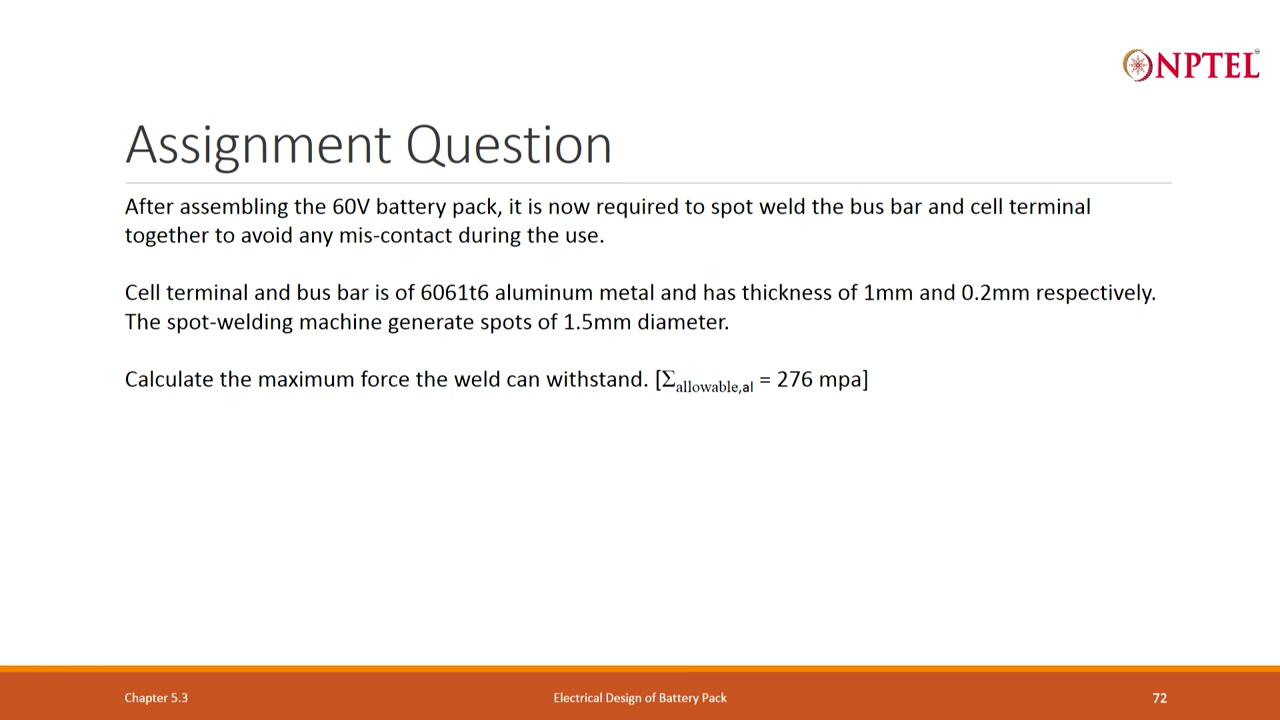 NPTEL
Assignment Question
After assembling the 60V battery pack, it is now required to spot weld the bus bar and cell terminal
together to avoid any mis-contact during the use.
Cell terminal and bus bar is of 6061t6 aluminum metal and has thickness of 1mm and 0.2mm respectively.
The spot-welding machine generate spots of 1.5mm diameter.
Calculate the maximum force the weld can withstand. [Σallowable,al = 276 mpa]
Chapter 5.3
Electrical Design of Battery Pack
72